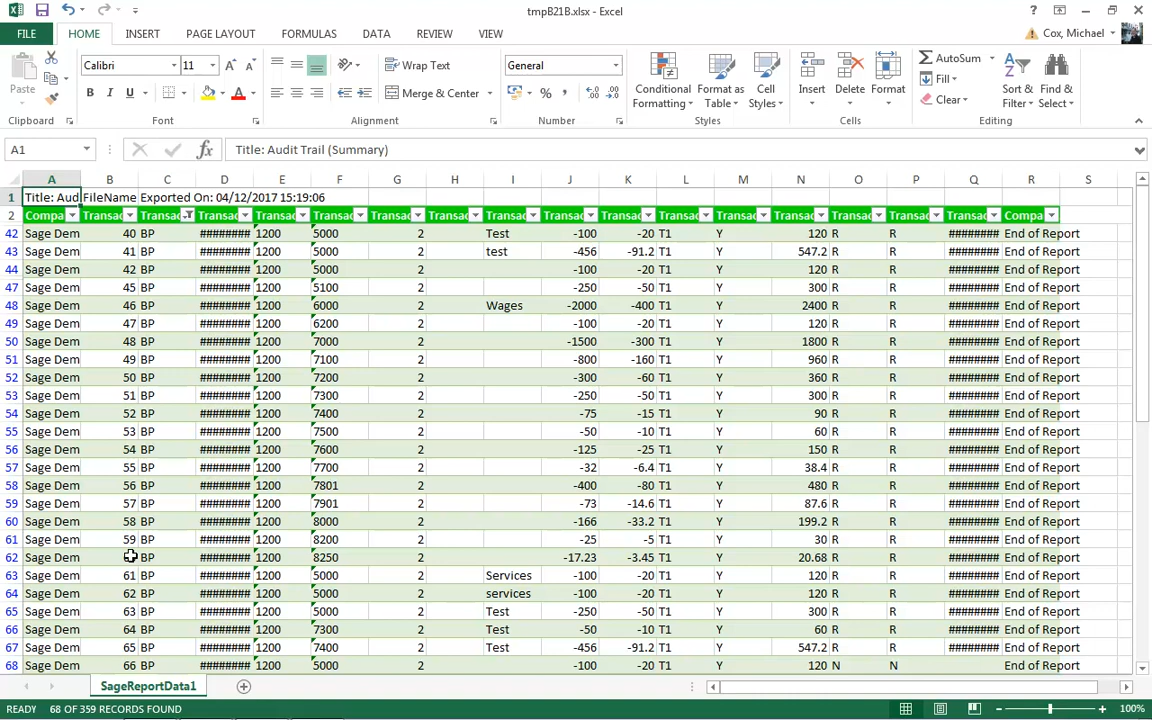 tmpB21B.xlsx - Excel
Cox, Michael
FILE HOME INSERT PAGE LAYOUT FORMULAS DATA REVIEW VIEW
Paste Calibri 11 Wrap Text Merge & Center General Conditional Formatting Format as Table Cell Styles Insert Delete Format AutoSum Fill Clear Sort & Filter Find & Select
Clipboard Font Alignment Number Styles Cells Editing
A1 Title: Audit Trail (Summary)
A B C D E F G H I J K L M N O P Q R S
1 Title: Aud FileName Exported On: 04/12/2017 15:19:06
2 Compa Transac Transac Transac Transac Transac Transac Transac Transac Transac Transac Transac Transac Transac Transac Transac Transac Compa
42 Sage Dem 40 BP ######## 1200 5000 2 Test -100 -20 T1 Y 120 R R ######## End of Report
43 Sage Dem 41 BP ######## 1200 5000 2 test -456 -91.2 T1 Y 547.2 R R ######## End of Report
44 Sage Dem 42 BP ######## 1200 5000 2 -100 -20 T1 Y 120 R R ######## End of Report
47 Sage Dem 45 BP ######## 1200 5100 2 -250 -50 T1 Y 300 R R ######## End of Report
48 Sage Dem 46 BP ######## 1200 6000 2 Wages -2000 -400 T1 Y 2400 R R ######## End of Report
49 Sage Dem 47 BP ######## 1200 6200 2 -100 -20 T1 Y 120 R R ######## End of Report
50 Sage Dem 48 BP ######## 1200 7000 2 -1500 -300 T1 Y 1800 R R ######## End of Report
51 Sage Dem 49 BP ######## 1200 7100 2 -800 -160 T1 Y 960 R R ######## End of Report
52 Sage Dem 50 BP ######## 1200 7200 2 -300 -60 T1 Y 360 R R ######## End of Report
53 Sage Dem 51 BP ######## 1200 7300 2 -250 -50 T1 Y 300 R R ######## End of Report
54 Sage Dem 52 BP ######## 1200 7400 2 -75 -15 T1 Y 90 R R ######## End of Report
55 Sage Dem 53 BP ######## 1200 7500 2 -50 -10 T1 Y 60 R R ######## End of Report
56 Sage Dem 54 BP ######## 1200 7600 2 -125 -25 T1 Y 150 R R ######## End of Report
57 Sage Dem 55 BP ######## 1200 7700 2 -32 -6.4 T1 Y 38.4 R R ######## End of Report
58 Sage Dem 56 BP ######## 1200 7801 2 -400 -80 T1 Y 480 R R ######## End of Report
59 Sage Dem 57 BP ######## 1200 7901 2 -73 -14.6 T1 Y 87.6 R R ######## End of Report
60 Sage Dem 58 BP ######## 1200 8000 2 -166 -33.2 T1 Y 199.2 R R ######## End of Report
61 Sage Dem 59 BP ######## 1200 8200 2 -25 -5 T1 Y 30 R R ######## End of Report
62 Sage Dem BP ######## 1200 8250 2 -17.23 -3.45 T1 Y 20.68 R R ######## End of Report
63 Sage Dem 61 BP ######## 1200 5000 2 Services -100 -20 T1 Y 120 R R ######## End of Report
64 Sage Dem 62 BP ######## 1200 5000 2 services -100 -20 T1 Y 120 R R ######## End of Report
65 Sage Dem 63 BP ######## 1200 5000 2 Test -250 -50 T1 Y 300 R R ######## End of Report
66 Sage Dem 64 BP ######## 1200 7300 2 Test -50 -10 T1 Y 60 R R ######## End of Report
67 Sage Dem 65 BP ######## 1200 7400 2 Test -456 -91.2 T1 Y 547.2 R R ######## End of Report
68 Sage Dem 66 BP ######## 1200 5000 2 -100 -20 T1 Y 120 N N End of Report
SageReportData1
READY 68 OF 359 RECORDS FOUND 100%